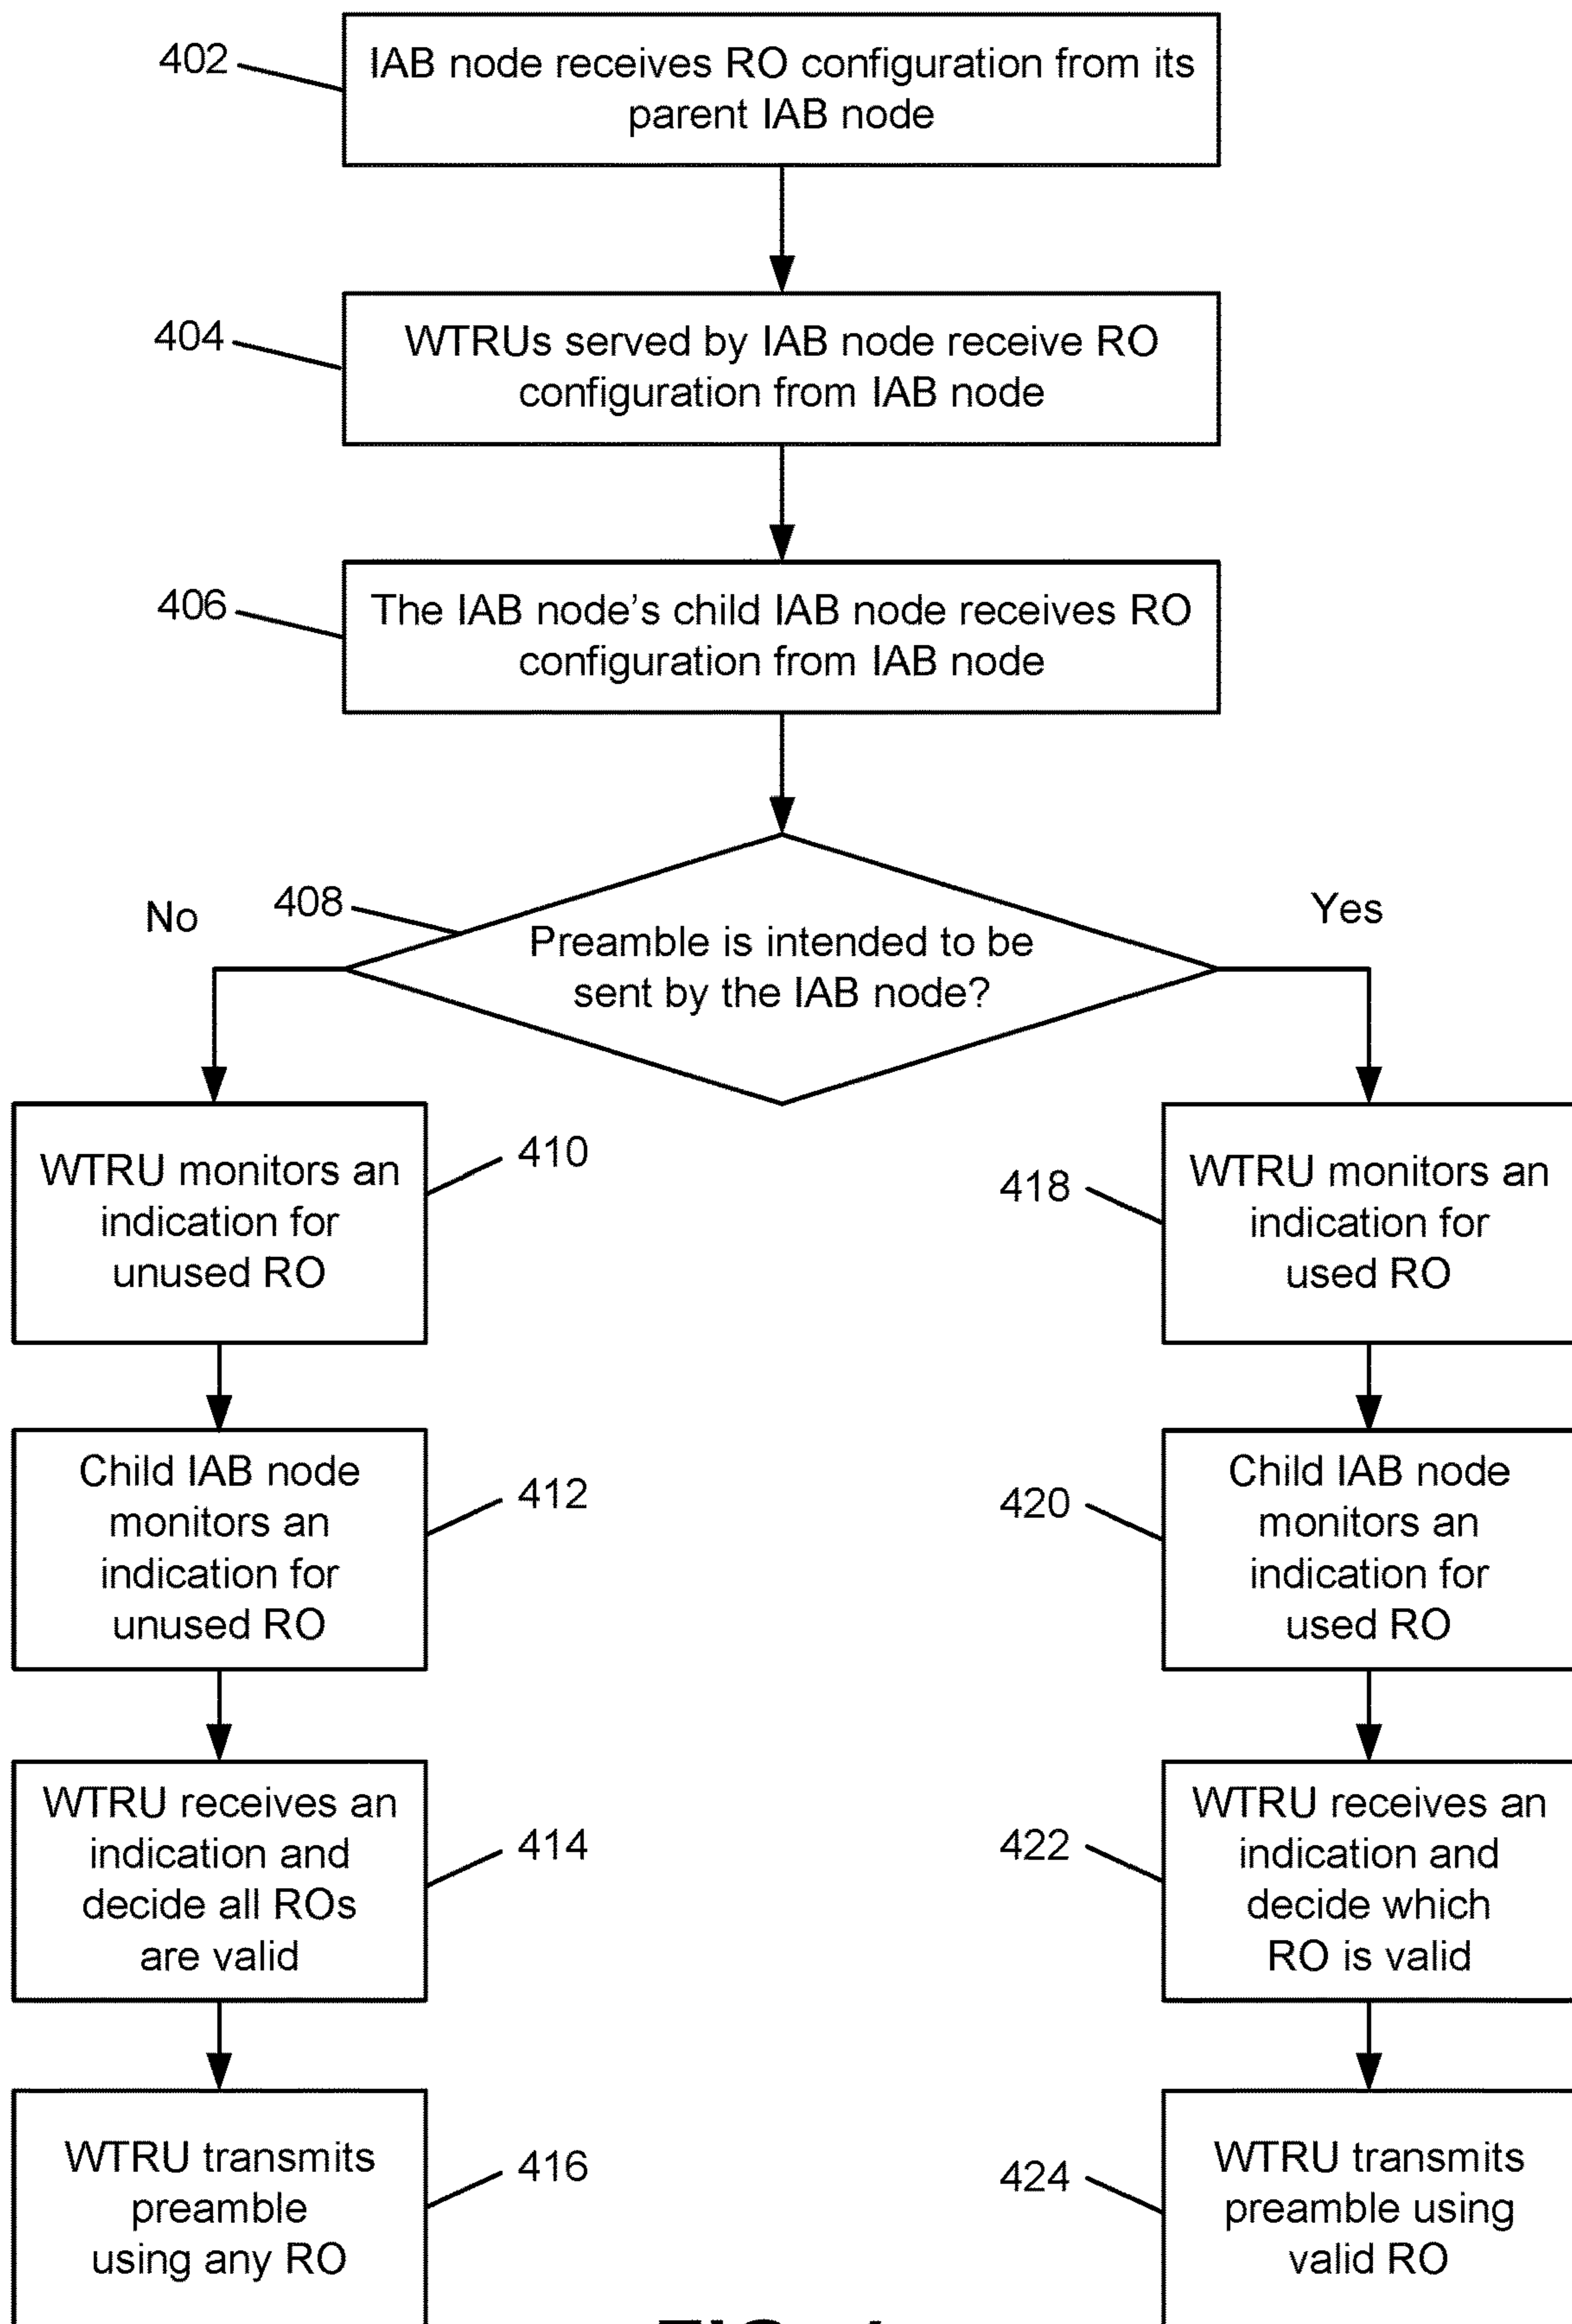 402
IAB node receives RO configuration from its
parent IAB node
404
WTRUs served by IAB node receive RO
configuration from IAB node
406
The IAB node's child IAB node receives RO
configuration from IAB node
No
408
Yes
Preamble is intended to be
sent by the IAB node?
WTRU monitors an
indication for
unused RO
410
418
WTRU monitors an
indication for
used RO
Child IAB node
monitors an
indication for
unused RO
412
420
Child IAB node
monitors an
indication for
used RO
WTRU receives an
indication and
decide all ROs
are valid
414
422
WTRU receives an
indication and
decide which
RO is valid
WTRU transmits
preamble
using any RO
416
424
WTRU transmits
preamble using
valid RO